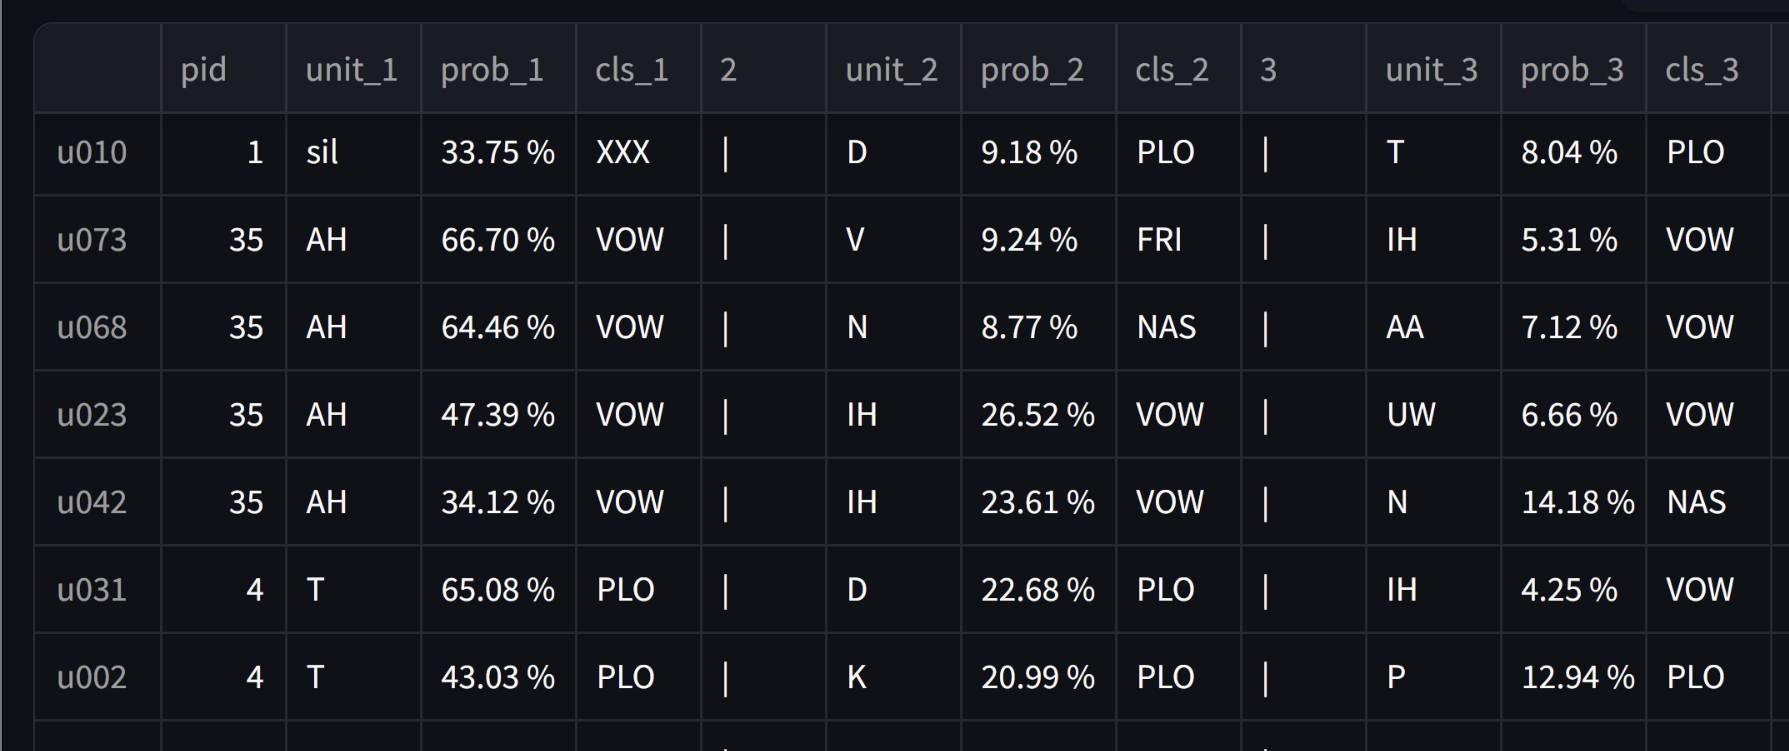 pid unit_1 prob_1 cls_1 2 unit_2 prob_2 cls_2 3 unit_3 prob_3 cls_3
u010 1 sil 33.75 % XXX | D 9.18 % PLO | T 8.04 % PLO
u073 35 AH 66.70 % VOW | V 9.24 % FRI | IH 5.31 % VOW
u068 35 AH 64.46 % VOW | N 8.77 % NAS | AA 7.12 % VOW
u023 35 AH 47.39 % VOW | IH 26.52 % VOW | UW 6.66 % VOW
u042 35 AH 34.12 % VOW | IH 23.61 % VOW | N 14.18 % NAS
u031 4 T 65.08 % PLO | D 22.68 % PLO | IH 4.25 % VOW
u002 4 T 43.03 % PLO | K 20.99 % PLO | P 12.94 % PLO